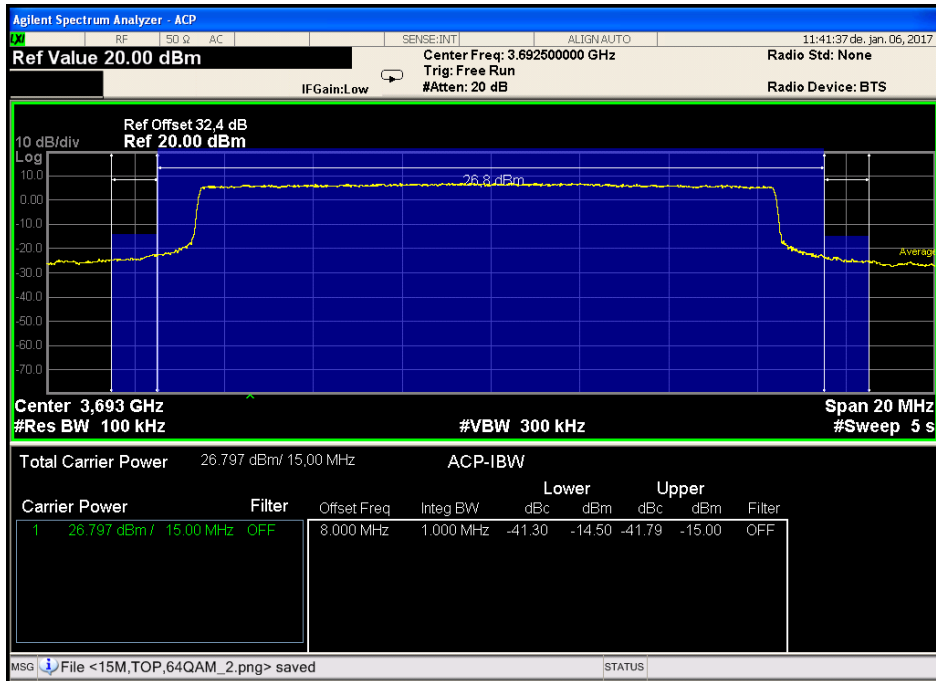 Agilent Spectrum Analyzer - ACP
LXI RF 50 Ω AC SENSE:INT ALIGN AUTO 11:41:37 de. jan. 06, 2017
Ref Value 20.00 dBm Center Freq: 3.692500000 GHz Radio Std: None
Trig: Free Run
IFGain:Low #Atten: 20 dB Radio Device: BTS
Ref Offset 32,4 dB
10 dB/div Ref 20.00 dBm
Log
10.0
26.8 dBm
0.00
-10.0
-20.0
Average
-30.0
-40.0
-50.0
-60.0
-70.0
Center 3,693 GHz Span 20 MHz
#Res BW 100 kHz #VBW 300 kHz #Sweep 5 s
Total Carrier Power 26.797 dBm/ 15,00 MHz ACP-IBW
Lower Upper
Carrier Power Filter Offset Freq Integ BW dBc dBm dBc dBm Filter
1 26.797 dBm / 15.00 MHz OFF 8.000 MHz 1.000 MHz -41.30 -14.50 -41.79 -15.00 OFF
MSG File <15M,TOP,64QAM_2.png> saved STATUS